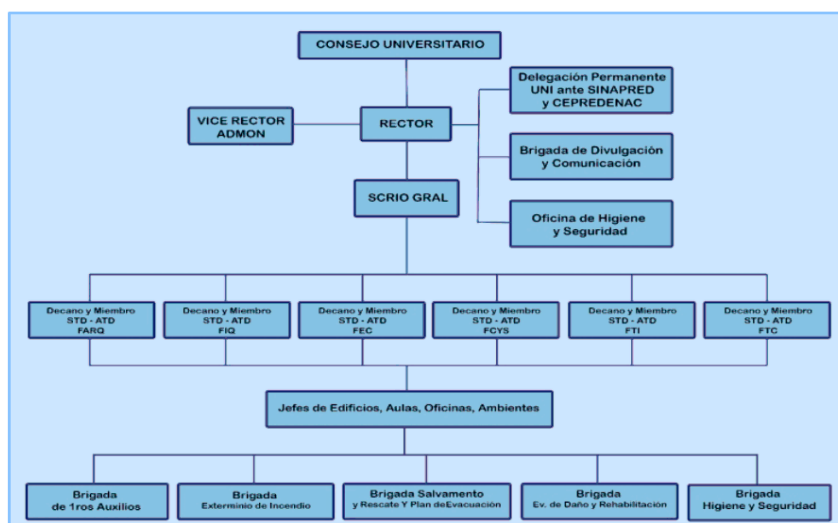 CONSEJO UNIVERSITARIO
Delegación Permanente
UNI ante SINAPRED
y CEPREDENAC
VICE RECTOR
ADMON
RECTOR
Brigada de Divulgación
y Comunicación
SCRIO GRAL
Oficina de Higiene
y Seguridad
Decano y Miembro
STD - ATD
FARQ
Decano y Miembro
STD - ATD
FIQ
Decano y Miembro
STD - ATD
FEC
Decano y Miembro
STD - ATD
FCYS
Decano y Miembro
STD - ATD
FTI
Decano y Miembro
STD - ATD
FTC
Jefes de Edificios, Aulas, Oficinas, Ambientes
Brigada
de 1ros Auxilios
Brigada
Exterminio de Incendio
Brigada Salvamento
y Rescate Y Plan deEvacuación
Brigada
Ev. de Daño y Rehabilitación
Brigada
Higiene y Seguridad